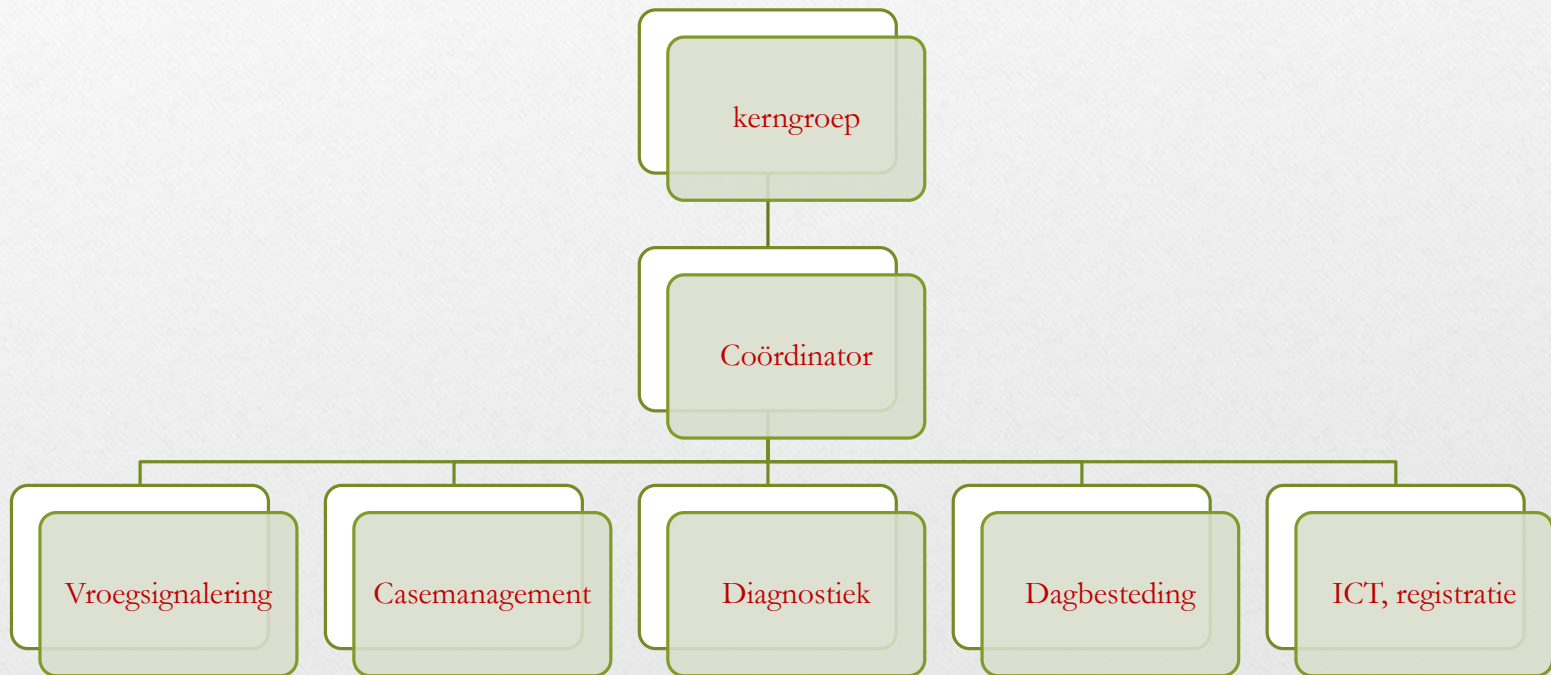 kerngroep
Coördinator
Vroegsignalering
Casemanagement
Diagnostiek
Dagbesteding
ICT, registratie